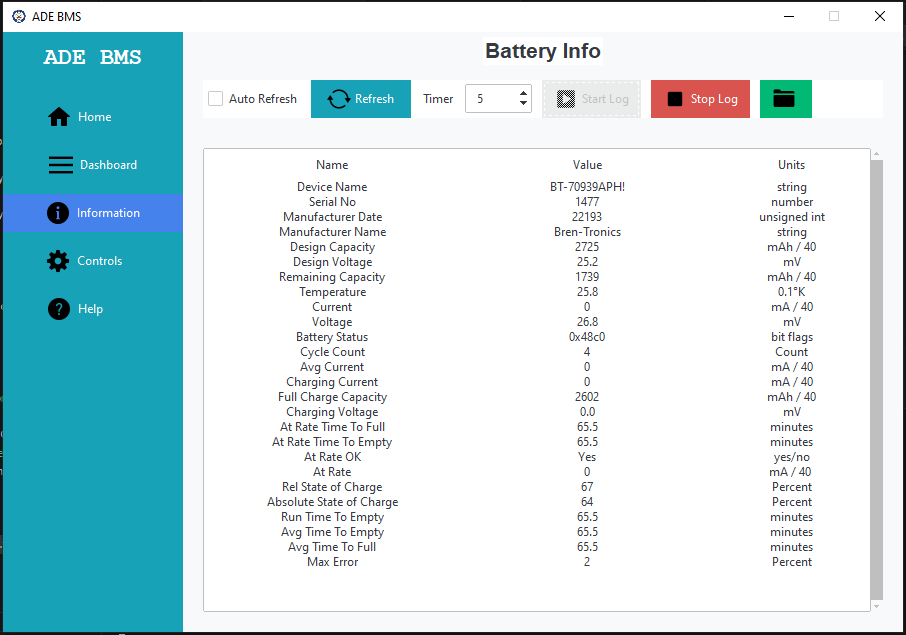 ADE BMS
ADE BMS
Home
Dashboard
Information
Controls
Help
Battery Info
Auto Refresh Refresh Timer 5 Start Log Stop Log
Name Value Units
Device Name BT-70939APH! string
Serial No 1477 number
Manufacturer Date 22193 unsigned int
Manufacturer Name Bren-Tronics string
Design Capacity 2725 mAh / 40
Design Voltage 25.2 mV
Remaining Capacity 1739 mAh / 40
Temperature 25.8 0.1°K
Current 0 mA / 40
Voltage 26.8 mV
Battery Status 0x48c0 bit flags
Cycle Count 4 Count
Avg Current 0 mA / 40
Charging Current 0 mA / 40
Full Charge Capacity 2602 mAh / 40
Charging Voltage 0.0 mV
At Rate Time To Full 65.5 minutes
At Rate Time To Empty 65.5 minutes
At Rate OK Yes yes/no
At Rate 0 mA / 40
Rel State of Charge 67 Percent
Absolute State of Charge 64 Percent
Run Time To Empty 65.5 minutes
Avg Time To Empty 65.5 minutes
Avg Time To Full 65.5 minutes
Max Error 2 Percent